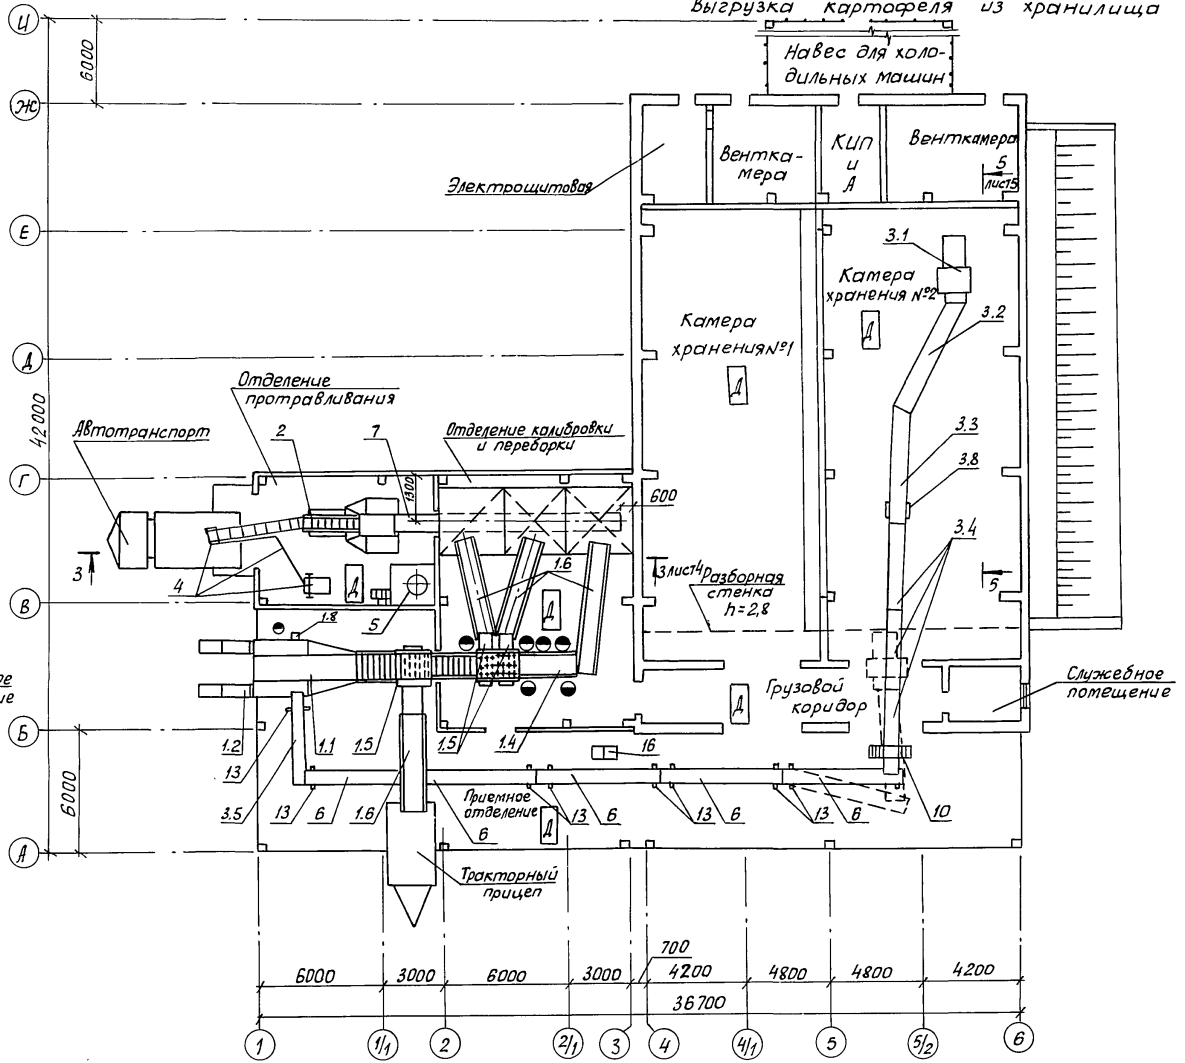 Выгрузка картофеля из хранилища
И
6000
Навес для холо-
дильных машин
Ж
Вентка-
мера
КИП
и
А
Венткамера
5
лист5
Электрощитовая
Е
3.1
Камера
хранения №2
3.2
Д
Камера
хранения №1
Д
Д
42000
Отделение
протравливания
Автотранспорт
2
7
Отделение калибровки
и переборки
3.3
3.8
Г
1300
600
3.4
3
4
Д
5
1.6
3 лист4
Разборная
стенка
h=2,8
5
Д
В
1.8
Служебное
помещение
Грузовой
коридор
Д
ое
ие
Б
1.2
1.1
1.5
1.5
1.4
16
13
10
6000
3.5
13
6
1.6
6
Приемное
отделение
Д
13
6
13
6
13
6
А
Тракторный
прицеп
700
6000
3000
6000
3000
4200
4800
4800
4200
36700
1
1/1
2
2/1
3
4
4/1
5
5/2
6